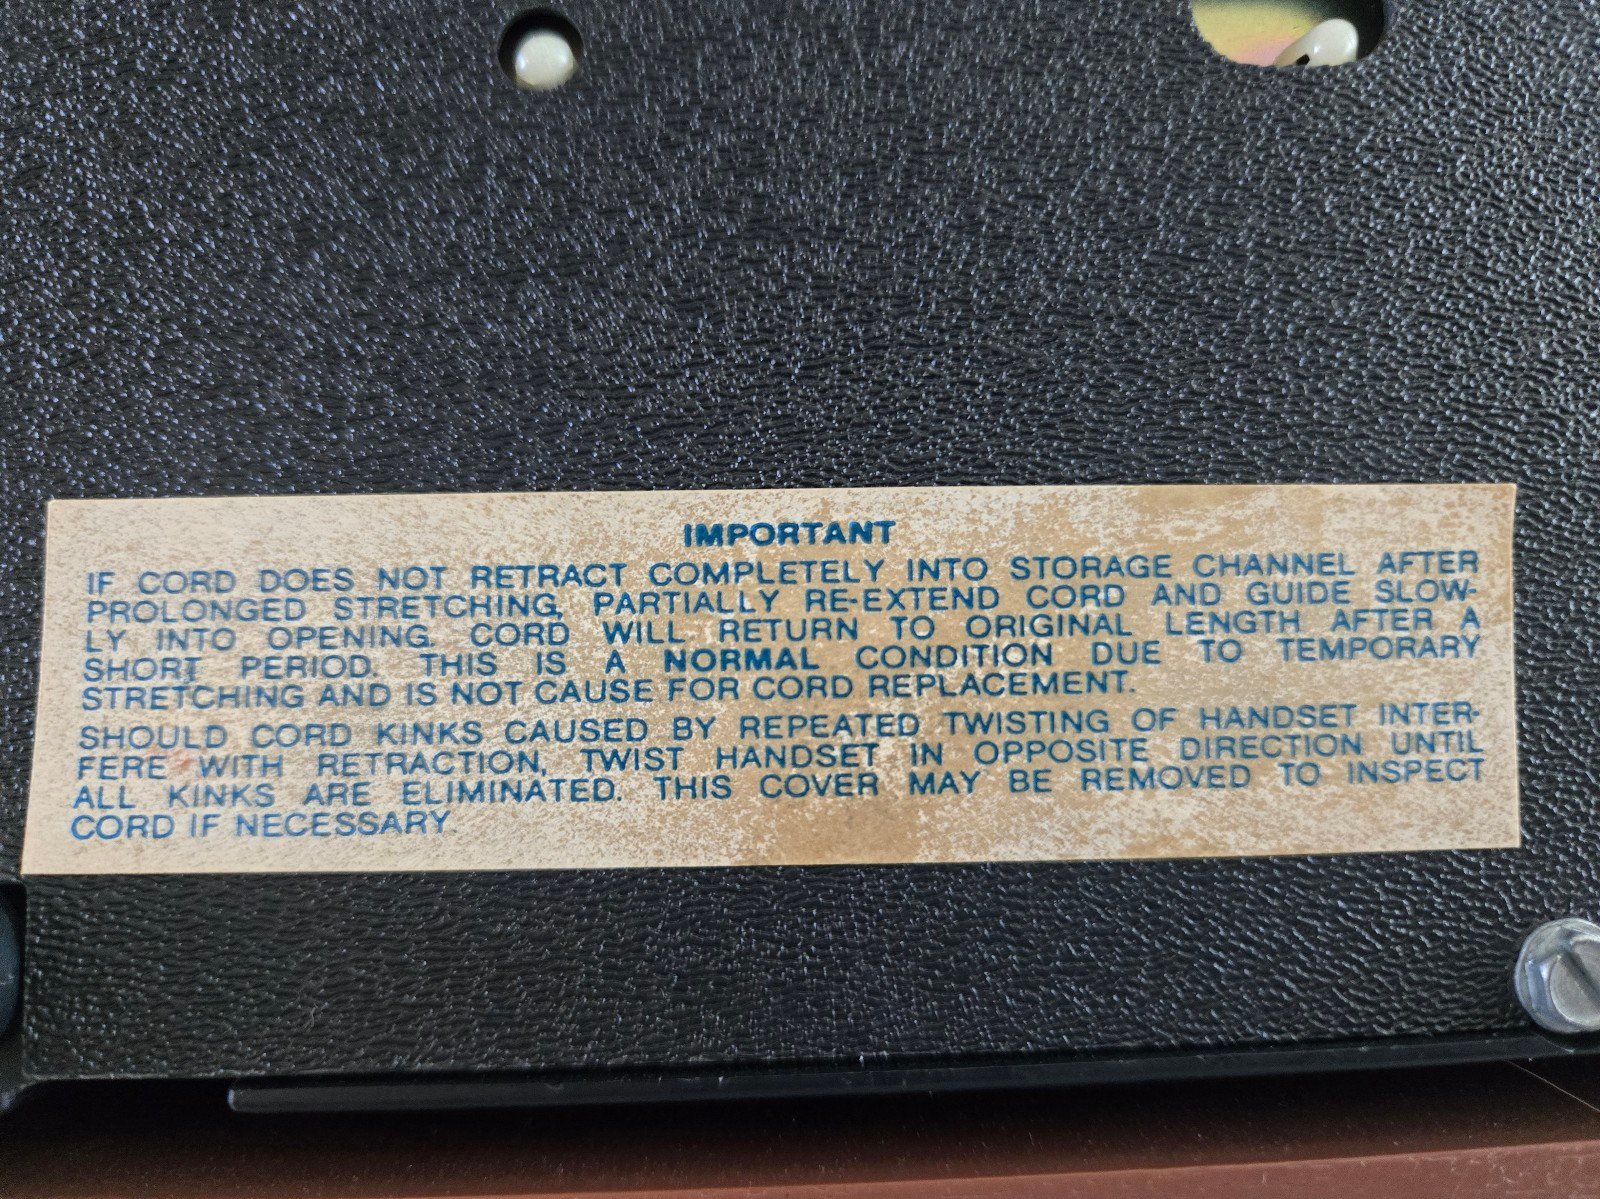 IMPORTANT
IF CORD DOES NOT RETRACT COMPLETELY INTO STORAGE CHANNEL AFTER
PROLONGED STRETCHING, PARTIALLY RE-EXTEND CORD AND GUIDE SLOW-
LY INTO OPENING. CORD WILL RETURN TO ORIGINAL LENGTH AFTER A
SHORT PERIOD. THIS IS A NORMAL CONDITION DUE TO TEMPORARY
STRETCHING AND IS NOT CAUSE FOR CORD REPLACEMENT.
SHOULD CORD KINKS CAUSED BY REPEATED TWISTING OF HANDSET INTER-
FERE WITH RETRACTION, TWIST HANDSET IN OPPOSITE DIRECTION UNTIL
ALL KINKS ARE ELIMINATED. THIS COVER MAY BE REMOVED TO INSPECT
CORD IF NECESSARY.